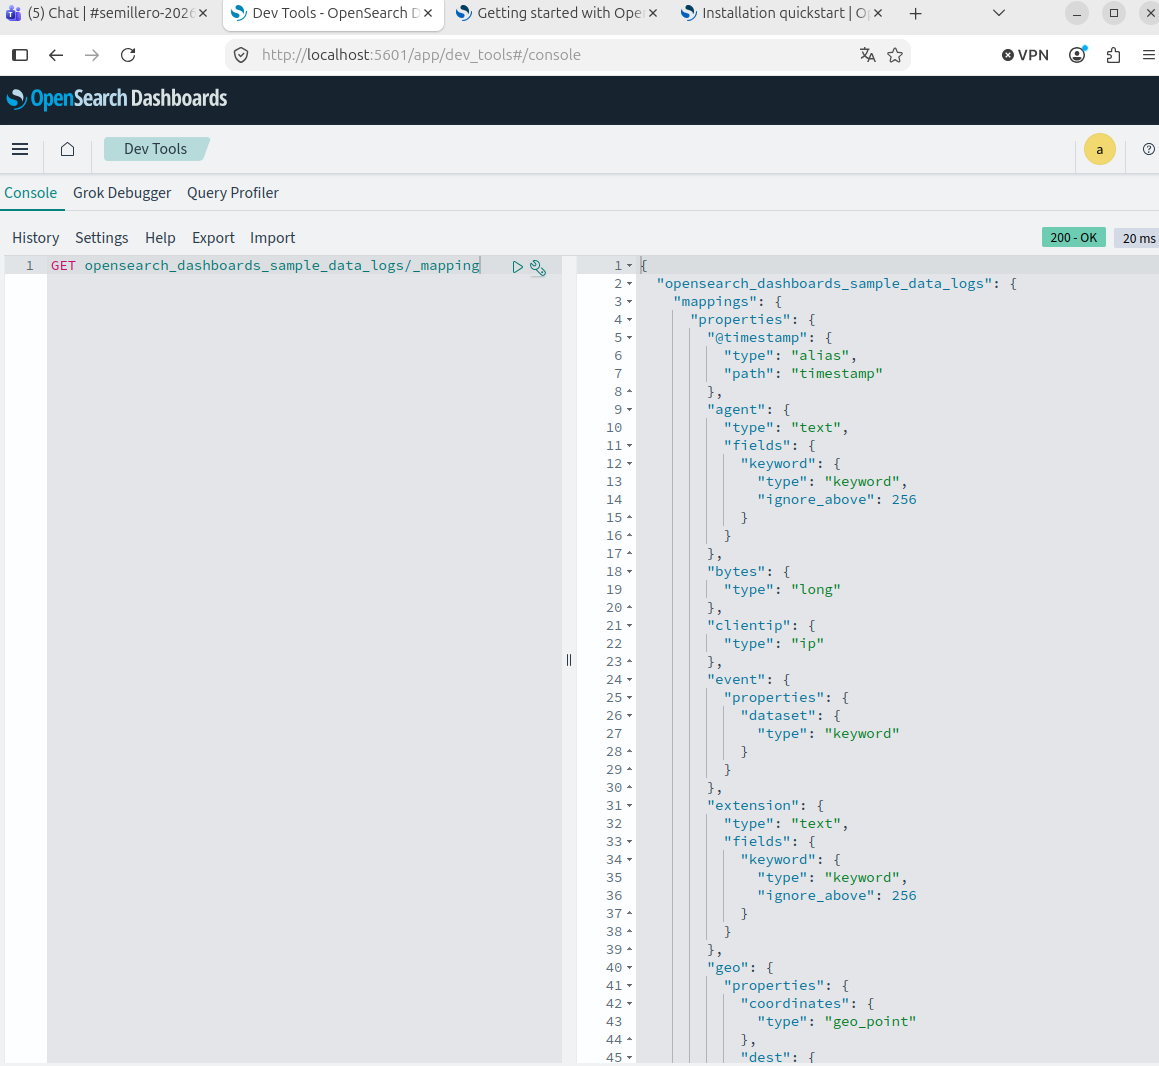 (5) Chat | #semillero-202
Dev Tools - OpenSearch D
Getting started with Ope
Installation quickstart | O
http://localhost:5601/app/dev_tools#/console
VPN
OpenSearch Dashboards
Dev Tools
a
Console Grok Debugger Query Profiler
History Settings Help Export Import
200 - OK 20 ms
1 GET opensearch_dashboards_sample_data_logs/_mapping
1 {
2 "opensearch_dashboards_sample_data_logs": {
3 "mappings": {
4 "properties": {
5 "@timestamp": {
6 "type": "alias",
7 "path": "timestamp"
8 },
9 "agent": {
10 "type": "text",
11 "fields": {
12 "keyword": {
13 "type": "keyword",
14 "ignore_above": 256
15 }
16 }
17 },
18 "bytes": {
19 "type": "long"
20 },
21 "clientip": {
22 "type": "ip"
23 },
24 "event": {
25 "properties": {
26 "dataset": {
27 "type": "keyword"
28 }
29 }
30 },
31 "extension": {
32 "type": "text",
33 "fields": {
34 "keyword": {
35 "type": "keyword",
36 "ignore_above": 256
37 }
38 }
39 },
40 "geo": {
41 "properties": {
42 "coordinates": {
43 "type": "geo_point"
44 },
45 "dest": {